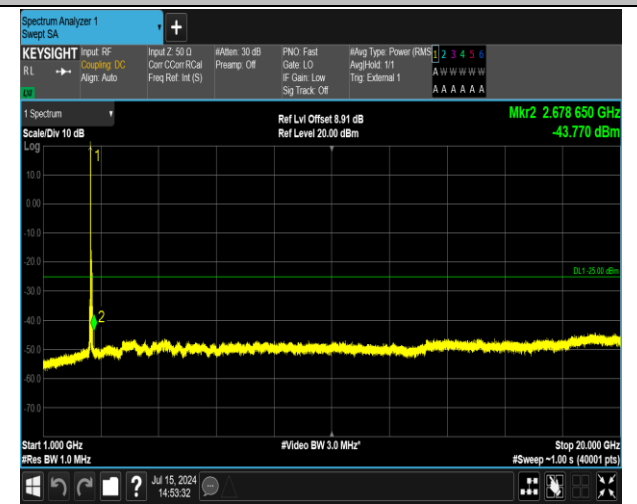 Spectrum Analyzer 1
Swept SA
+
KEYSIGHT Input: RF Input Z: 50 Ω #Atten: 30 dB PNO: Fast #Avg Type: Power (RMS 1 2 3 4 5 6
RL Coupling: DC Corr CCorr RCal Preamp: Off Gate: LO Avg|Hold: 1/1 A W W W W W
Align: Auto Freq Ref: Int (S) IF Gain: Low Trig: External 1
Sig Track: Off A A A A A A
1 Spectrum Ref Lvl Offset 8.91 dB Mkr2 2.678 650 GHz
Scale/Div 10 dB Ref Level 20.00 dBm -43.770 dBm
Log
1
10.0
0.00
-10.0
-20.0
DL1 -25.00 dBm
-30.0
-40.0
2
-60.0
-70.0
Start 1.000 GHz #Video BW 3.0 MHz* Stop 20.000 GHz
#Res BW 1.0 MHz #Sweep ~1.00 s (40001 pts)
? Jul 15, 2024
14:53:32